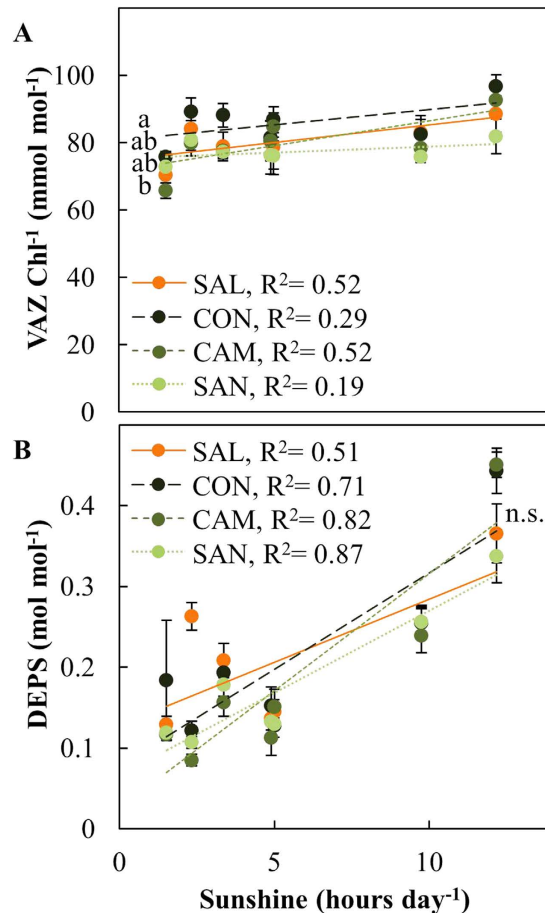 A
100
80
60
40
20
0
VAZ Chl⁻¹ (mmol mol⁻¹)
a
ab
ab
b
SAL, R²= 0.52
CON, R²= 0.29
CAM, R²= 0.52
SAN, R²= 0.19
B
0.4
0.3
0.2
0.1
0
DEPS (mol mol⁻¹)
SAL, R²= 0.51
CON, R²= 0.71
CAM, R²= 0.82
SAN, R²= 0.87
n.s.
0 5 10
Sunshine (hours day⁻¹)